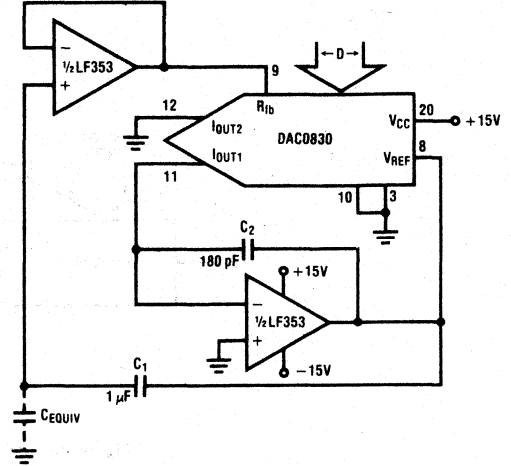 −
½LF353
+
9
← D →
12
Rfb
20
IOUT2
DAC0830
VCC
+15V
IOUT1
VREF
8
11
10
3
C2
180 pF
+15V
−
½LF353
+
−15V
C1
1 μF
CEQUIV